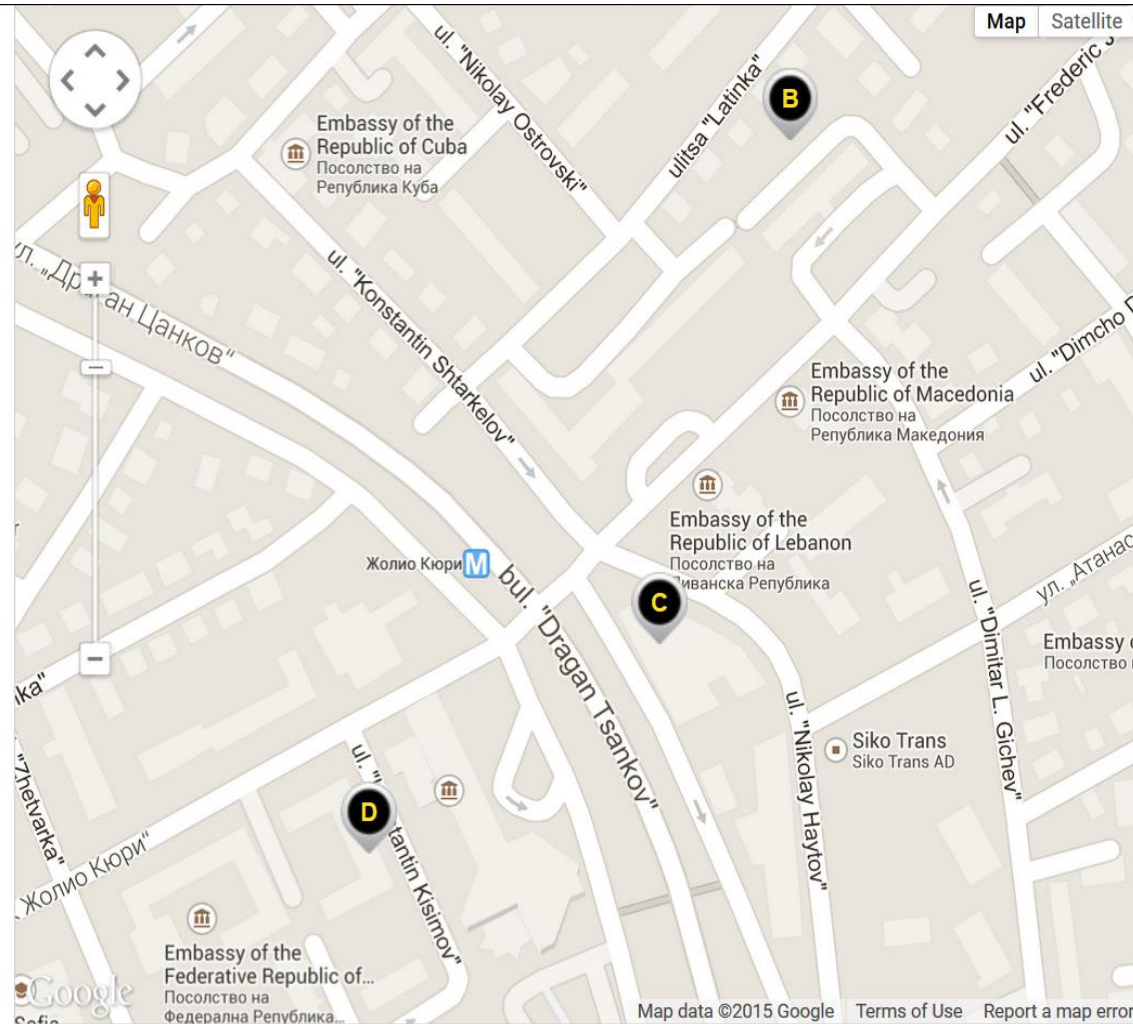 Map
Satellite
ul. "Nikolay Ostrovski"
ulitsa "Latinka"
B
ul. "Frederic J
Embassy of the
Republic of Cuba
Посолство на
Република Куба
ул. „Драган Цанков"
+
ul. "Konstantin Shtarkelov"
ul. "Dimcho D
Embassy of the
Republic of Macedonia
Посолство на
Република Македония
Embassy of the
Republic of Lebanon
Посолство на
Ливанска Република
Жолио Кюри
M
C
bul. "Dragan Tsankov"
ул. „Атанас
ul. "Dimitar L. Gichev"
Embassy
Посолство
ul. "Nikolay Haytov"
Siko Trans
Siko Trans AD
D
ul. " tantin Kisimov"
"Zhetvarka"
Жолио Кюри"
Embassy of the
Federative Republic of...
Посолство на
Федерална Република...
Google
Sofia
Map data ©2015 Google
Terms of Use
Report a map error